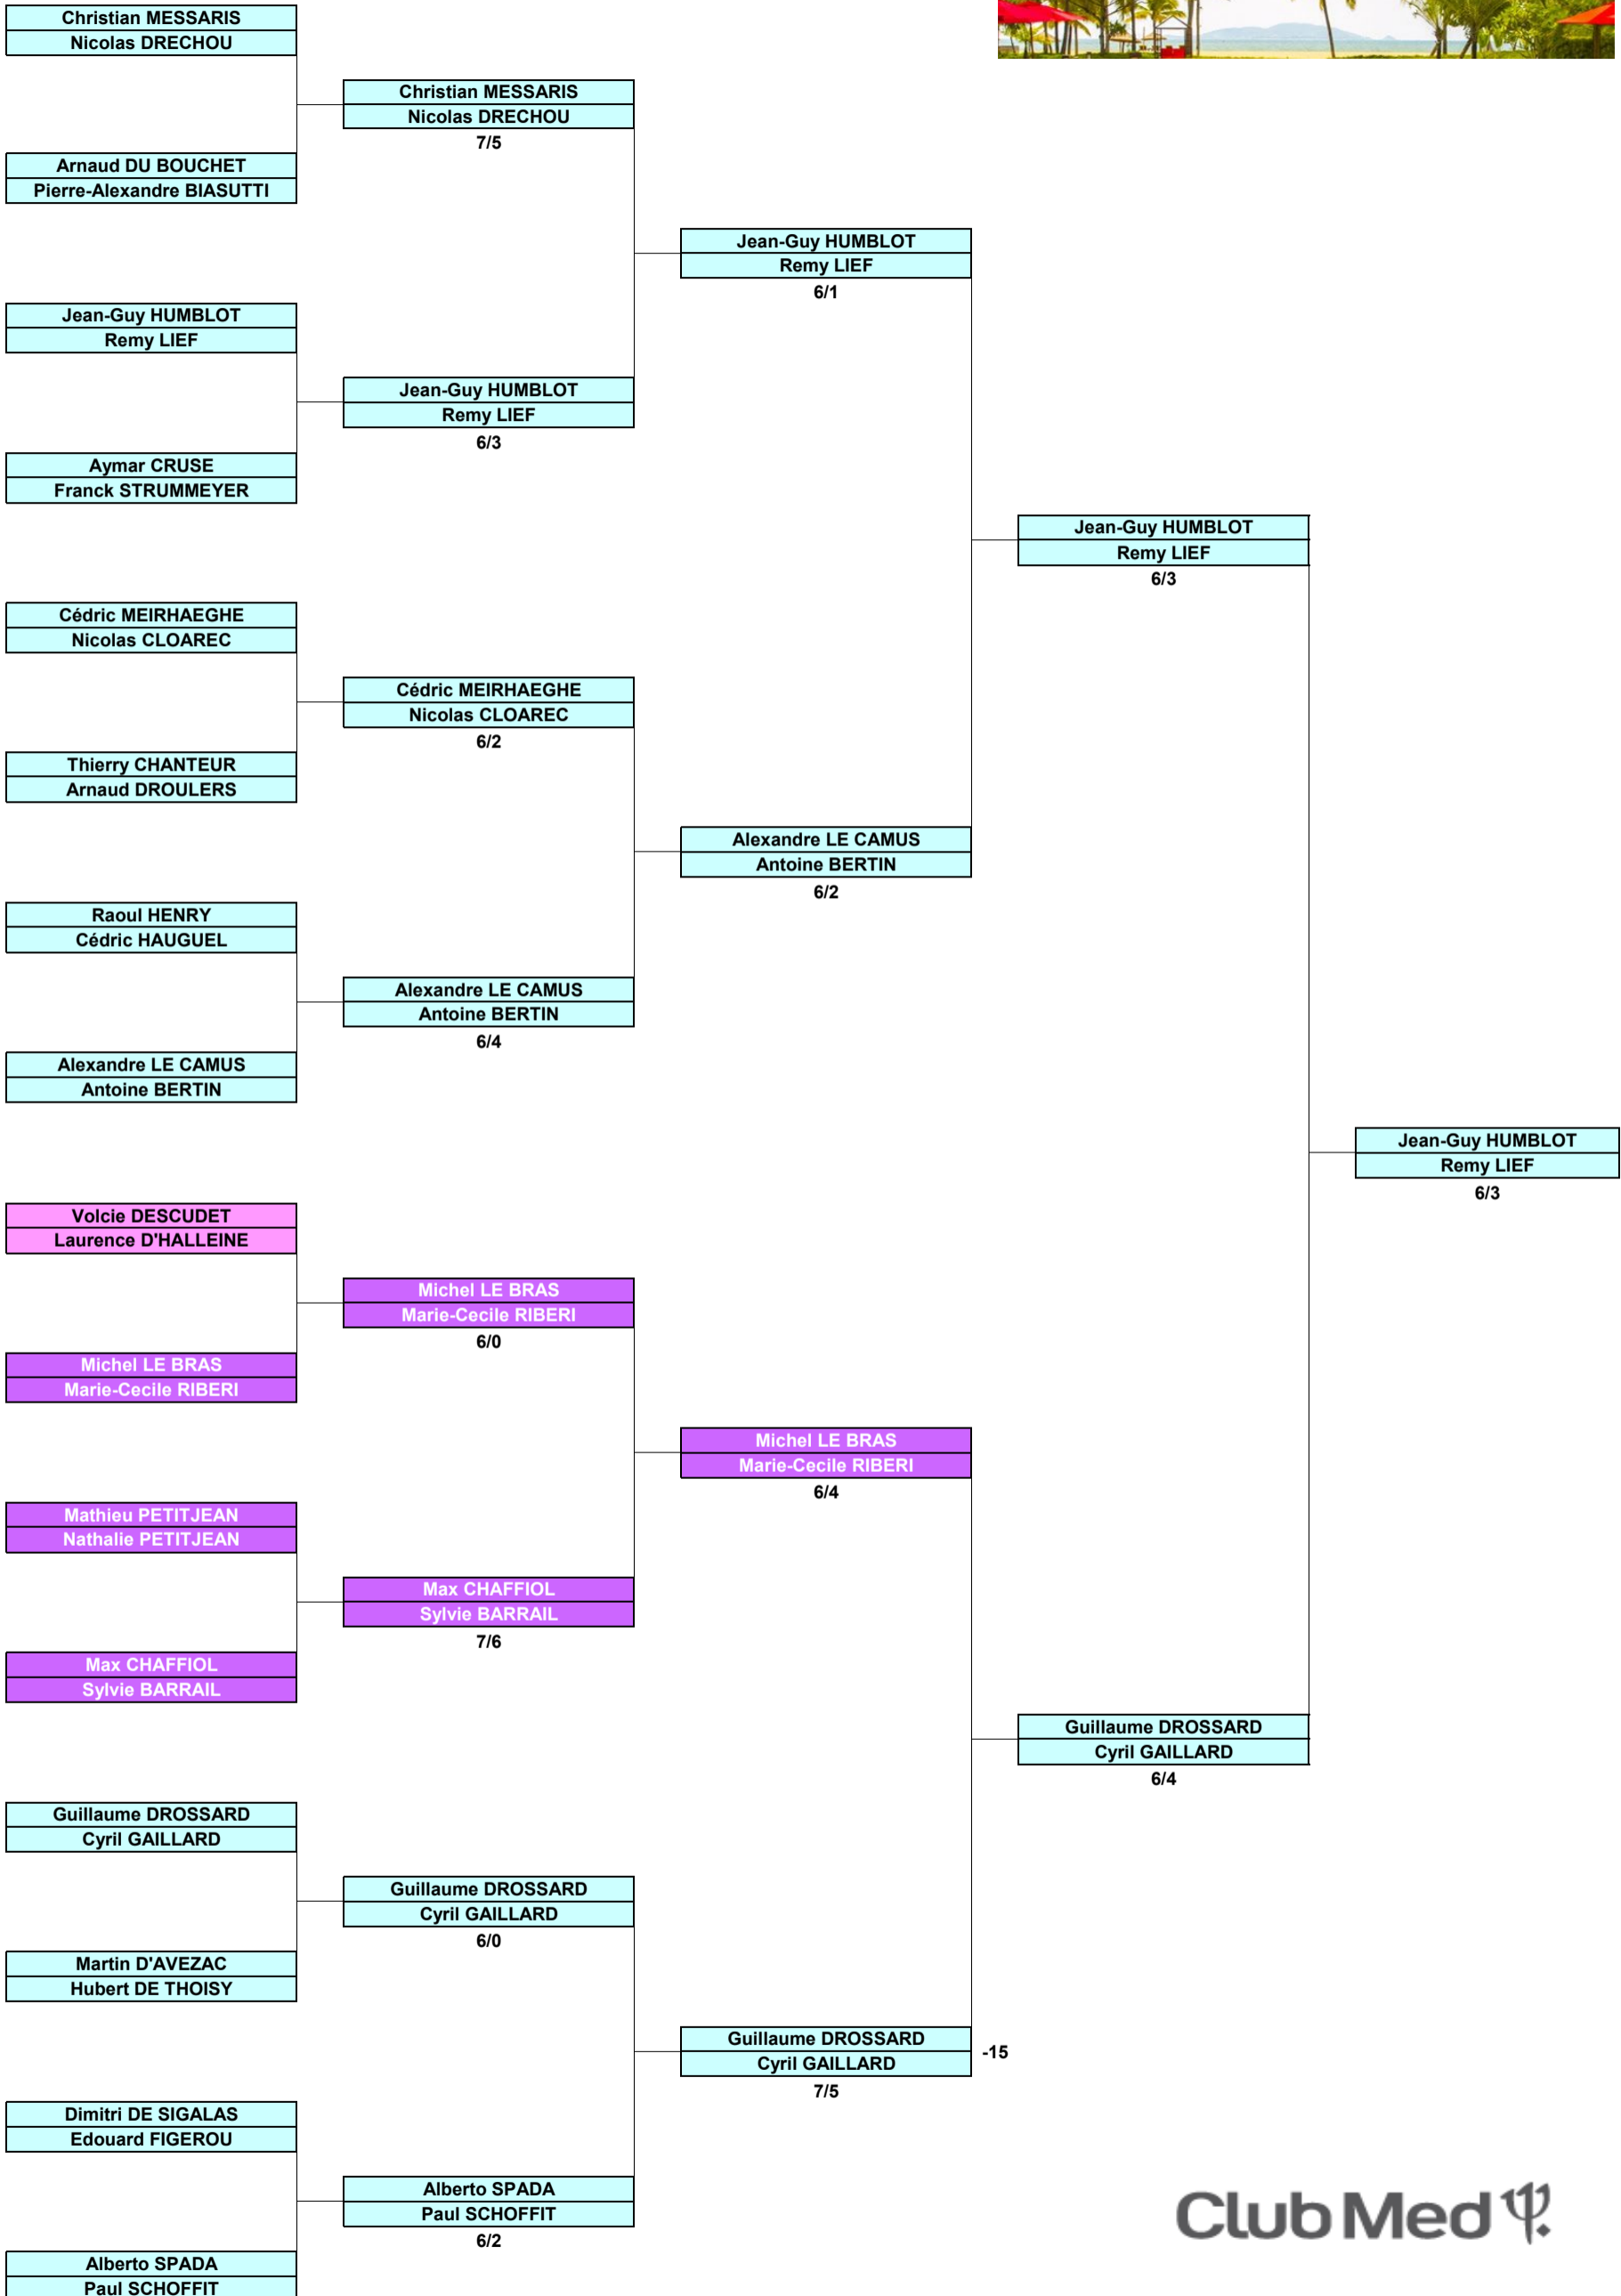 Christian MESSARIS
Nicolas DRECHOU
Christian MESSARIS
Nicolas DRECHOU
7/5
Arnaud DU BOUCHET
Pierre-Alexandre BIASUTTI
Jean-Guy HUMBLOT
Remy LIEF
6/1
Jean-Guy HUMBLOT
Remy LIEF
Jean-Guy HUMBLOT
Remy LIEF
6/3
Aymar CRUSE
Franck STRUMMEYER
Jean-Guy HUMBLOT
Remy LIEF
6/3
Cédric MEIRHAEGHE
Nicolas CLOAREC
Cédric MEIRHAEGHE
Nicolas CLOAREC
6/2
Thierry CHANTEUR
Arnaud DROULERS
Alexandre LE CAMUS
Antoine BERTIN
6/2
Raoul HENRY
Cédric HAUGUEL
Alexandre LE CAMUS
Antoine BERTIN
6/4
Alexandre LE CAMUS
Antoine BERTIN
Jean-Guy HUMBLOT
Remy LIEF
6/3
Volcie DESCUDET
Laurence D'HALLEINE
Michel LE BRAS
Marie-Cecile RIBERI
6/0
Michel LE BRAS
Marie-Cecile RIBERI
Michel LE BRAS
Marie-Cecile RIBERI
6/4
Mathieu PETITJEAN
Nathalie PETITJEAN
Max CHAFFIOL
Sylvie BARRAIL
7/6
Max CHAFFIOL
Sylvie BARRAIL
Guillaume DROSSARD
Cyril GAILLARD
6/4
Guillaume DROSSARD
Cyril GAILLARD
Guillaume DROSSARD
Cyril GAILLARD
6/0
Martin D'AVEZAC
Hubert DE THOISY
Guillaume DROSSARD
Cyril GAILLARD
-15
7/5
Dimitri DE SIGALAS
Edouard FIGEROU
Alberto SPADA
Paul SCHOFFIT
6/2
Club Med
Alberto SPADA
Paul SCHOFFIT